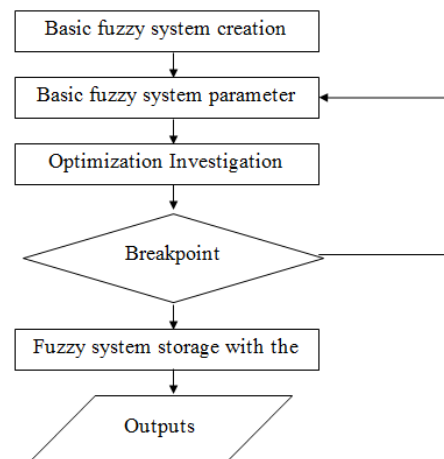 Basic fuzzy system creation
Basic fuzzy system parameter
Optimization Investigation
Breakpoint
Fuzzy system storage with the
Outputs